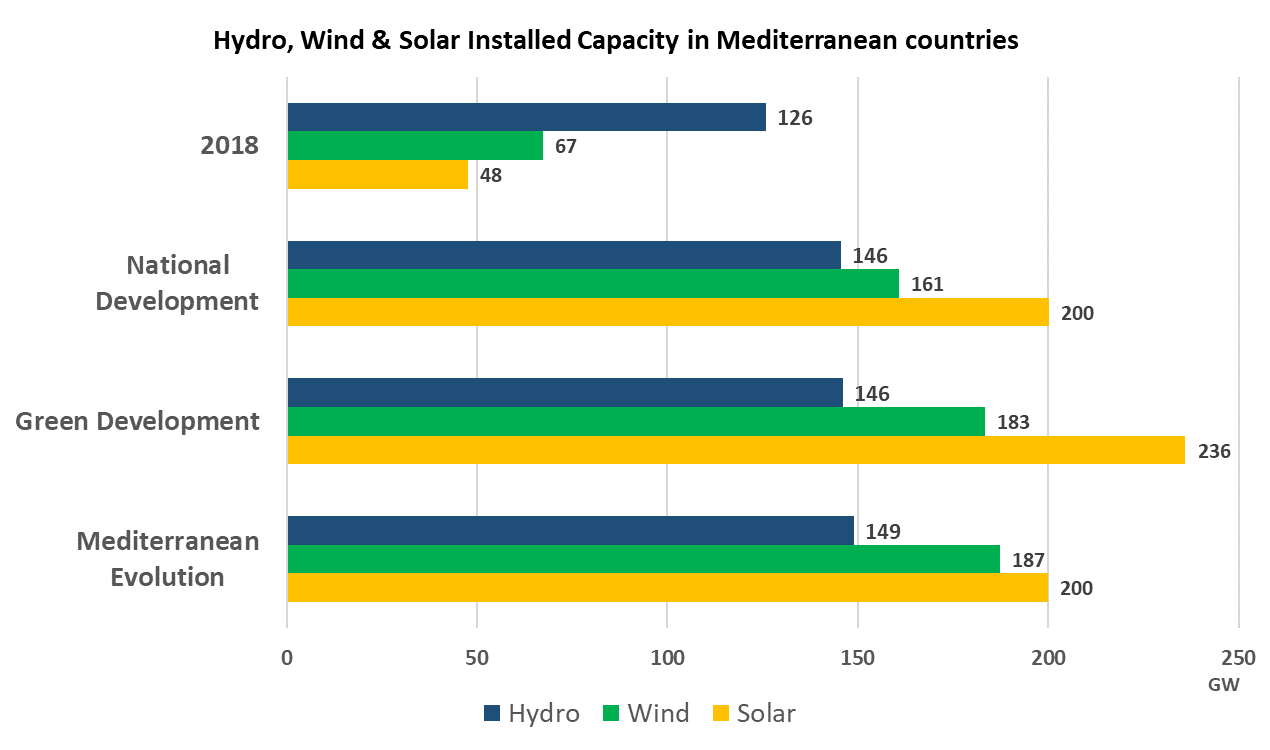 Hydro, Wind & Solar Installed Capacity in Mediterranean countries
2018
126
67
48
National
Development
146
161
200
Green Development
146
183
236
Mediterranean
Evolution
149
187
200
0 50 100 150 200 250
GW
Hydro Wind Solar